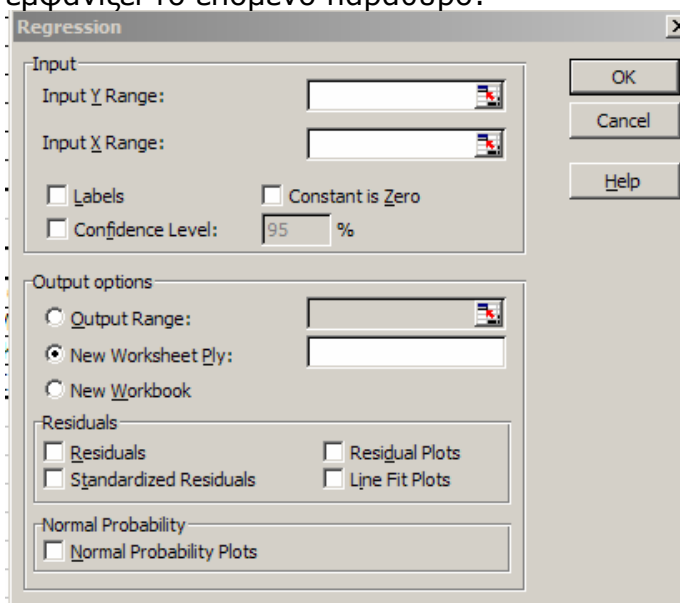 εμφανίζει το επόμενο παράθυρο:
Regression
Input
Input Y Range:
Input X Range:
Labels
Constant is Zero
Confidence Level:
95
%
OK
Cancel
Help
Output options
Output Range:
New Worksheet Ply:
New Workbook
Residuals
Residuals
Residual Plots
Standardized Residuals
Line Fit Plots
Normal Probability
Normal Probability Plots